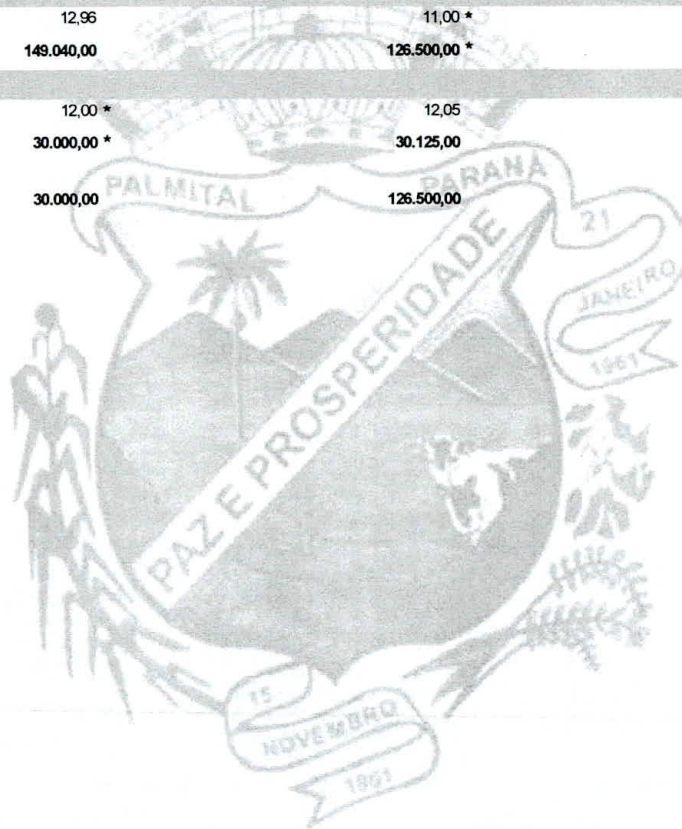 12,96 11,00 *
149.040,00 126.500,00 *
12,00 * 12,05
30.000,00 * 30.125,00
30.000,00 126.500,00
PALMITAL PARANÁ
21
JANEIRO
1961
PAZ E PROSPERIDADE
15
NOVEMBRO
1961